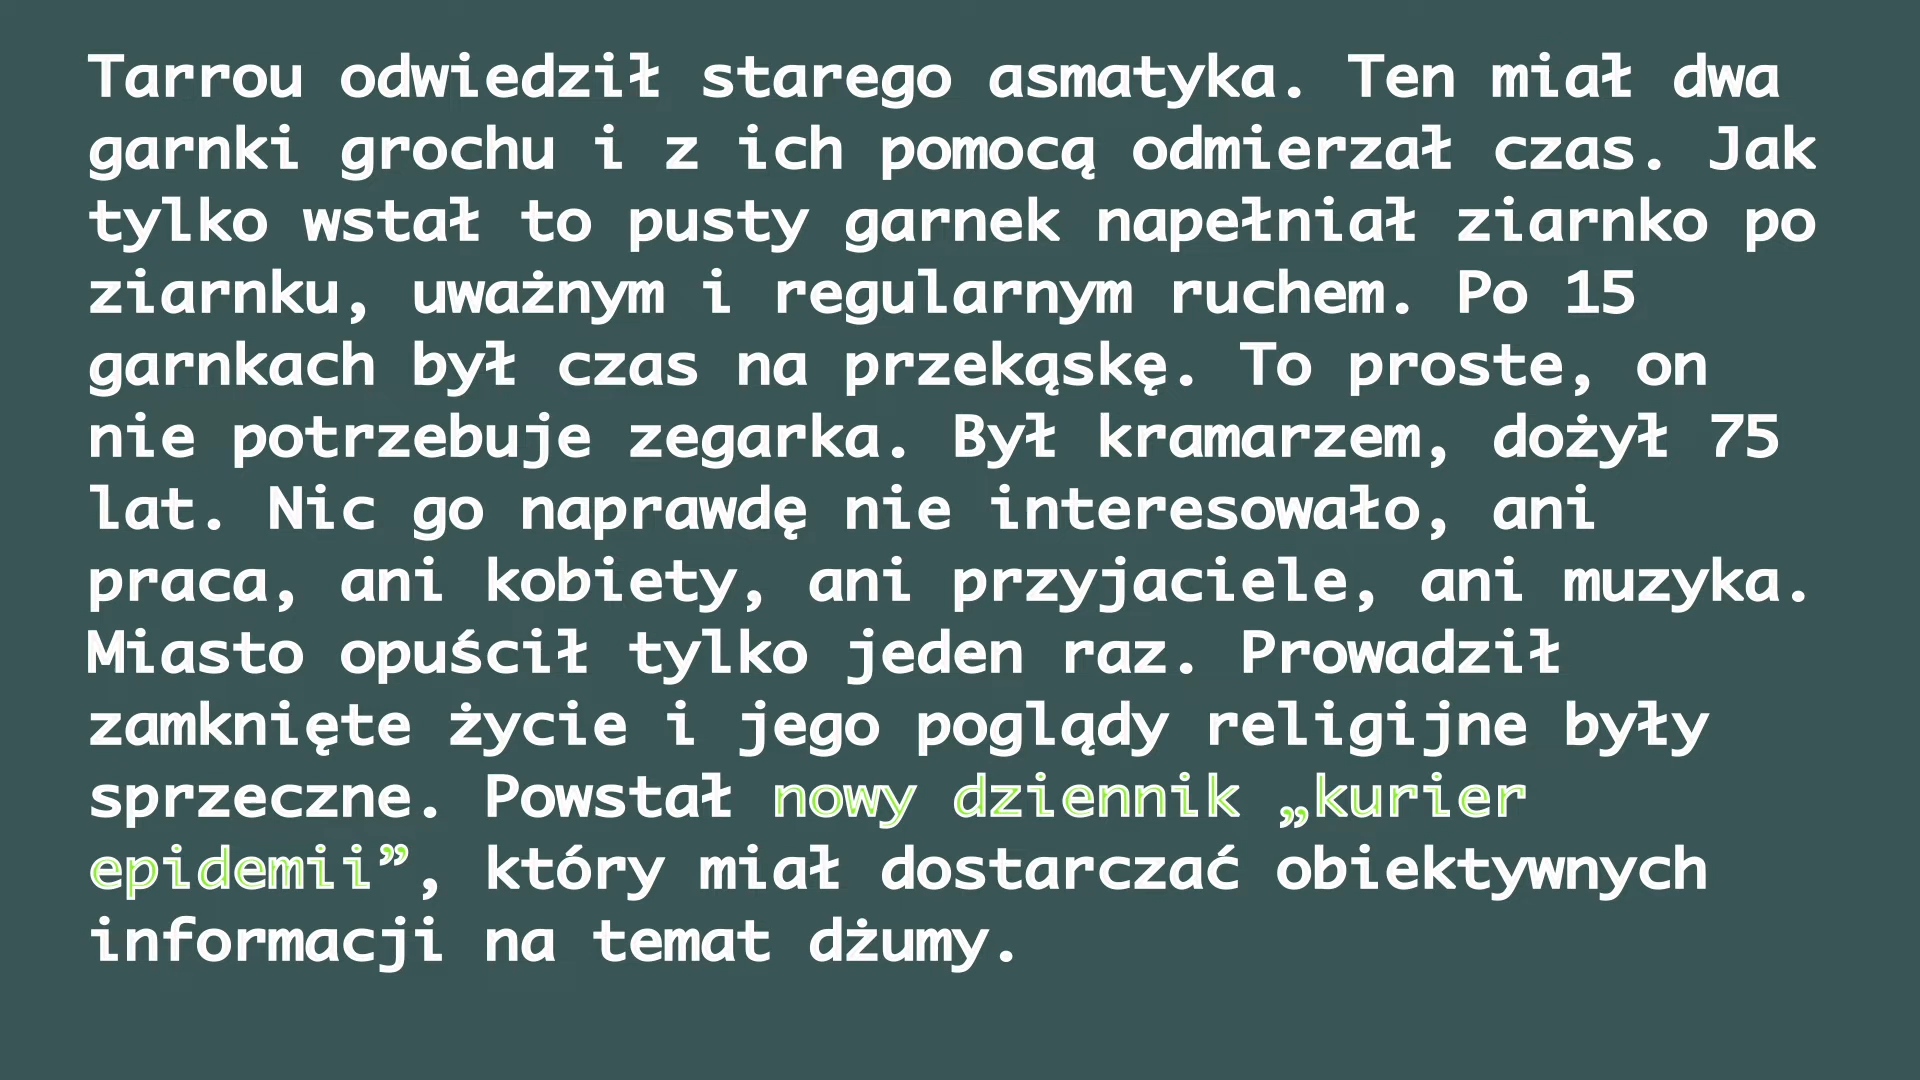 Tarrou odwiedził starego asmatyka. Ten miał dwa
garnki grochu i z ich pomocą odmierzał czas. Jak
tylko wstał to pusty garnek napełniał ziarnko po
ziarnku, uważnym i regularnym ruchem. Po 15
garnkach był czas na przekąskę. To proste, on
nie potrzebuje zegarka. Był kramarzem, dożył 75
lat. Nic go naprawdę nie interesowało, ani
praca, ani kobiety, ani przyjaciele, ani muzyka.
Miasto opuścił tylko jeden raz. Prowadził
zamknięte życie i jego poglądy religijne były
sprzeczne. Powstał nowy dziennik „kurier
epidemii”, który miał dostarczać obiektywnych
informacji na temat dżumy.